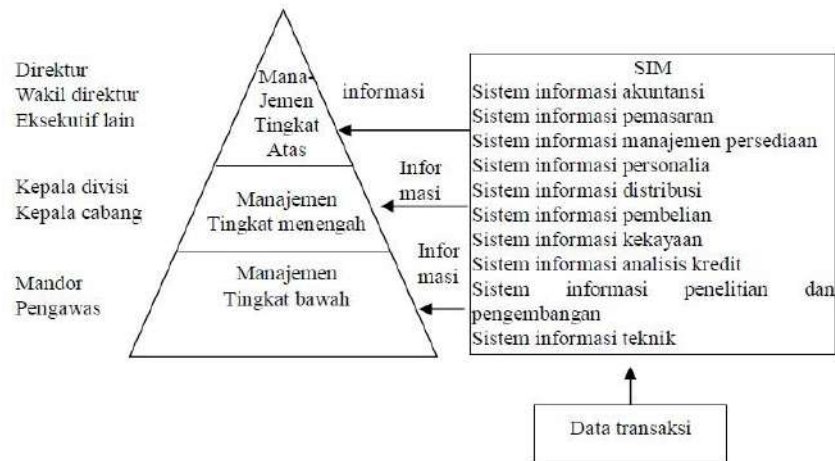 Direktur
Wakil direktur
Eksekutif lain
Kepala divisi
Kepala cabang
Mandor
Pengawas
Mana-
Jemen
Tingkat
Atas
Manajemen
Tingkat menengah
Manajemen
Tingkat bawah
informasi
Infor
masi
Infor
masi
SIM
Sistem informasi akuntansi
Sistem informasi pemasaran
Sistem informasi manajemen persediaan
Sistem informasi personalia
Sistem informasi distribusi
Sistem informasi pembelian
Sistem informasi kekayaan
Sistem informasi analisis kredit
Sistem informasi penelitian dan
pengembangan
Sistem informasi teknik
Data transaksi